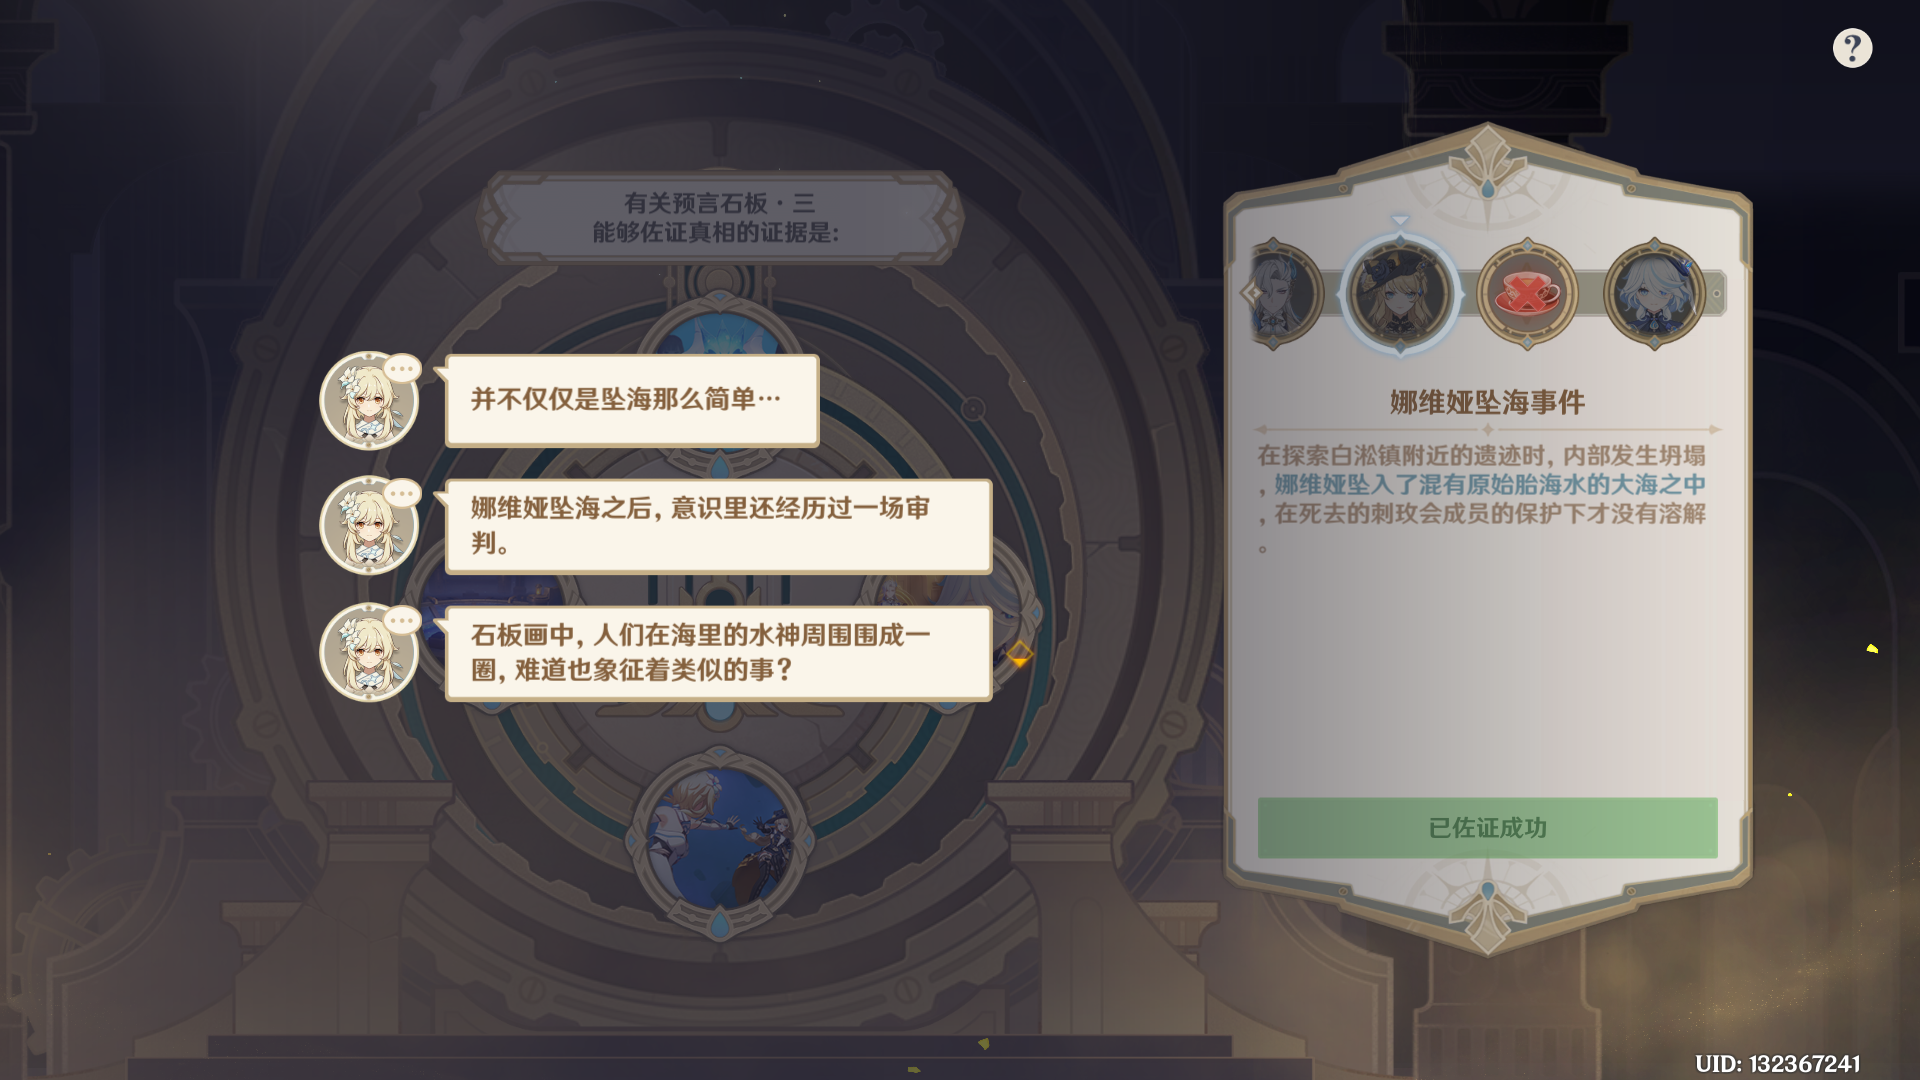 有关预言石板·三
能够佐证真相的证据是:
并不仅仅是坠海那么简单…
娜维娅坠海之后, 意识里还经历过一场审
判。
石板画中, 人们在海里的水神周围围成一
圈, 难道也象征着类似的事?
?
娜维娅坠海事件
在探索白淞镇附近的遗迹时, 内部发生坍塌
, 娜维娅坠入了混有原始胎海水的大海之中
, 在死去的刺玫会成员的保护下才没有溶解
。
已佐证成功
UID: 132367241